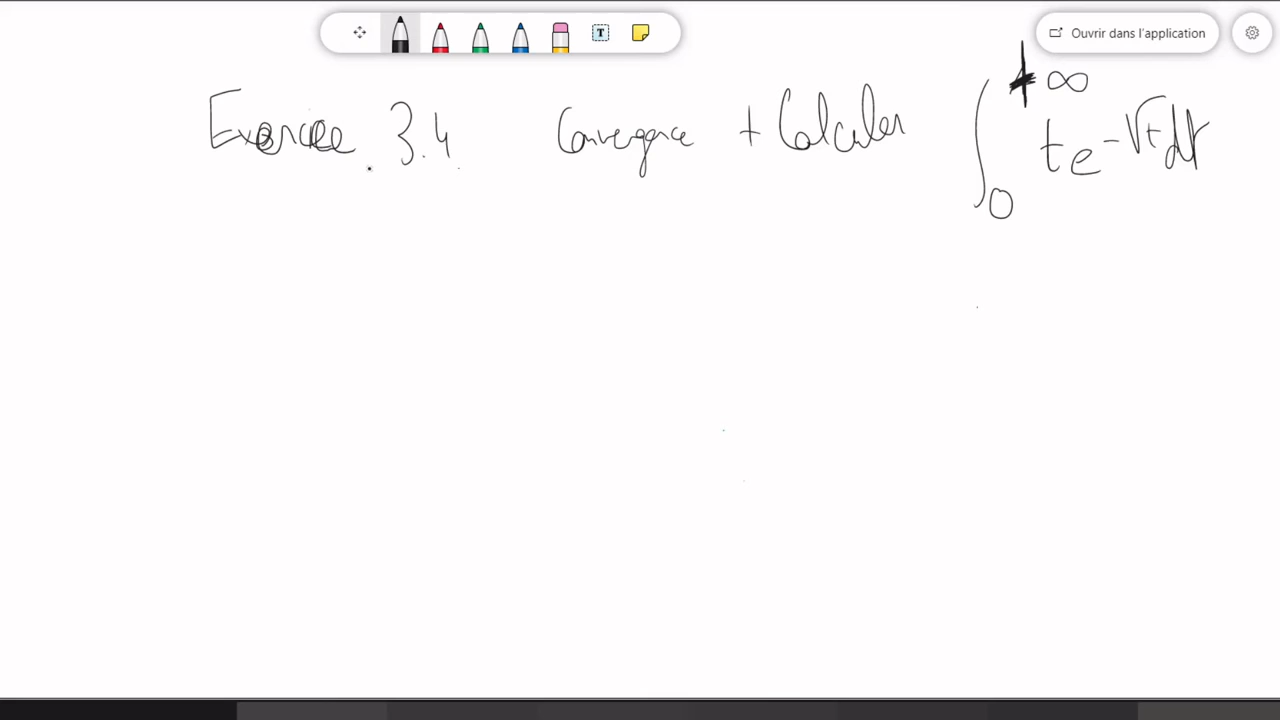 Ouvrir dans l'application
Exercice 3.4 Convergence + Calculer ∫₀^{+∞} te^{-√t} dt